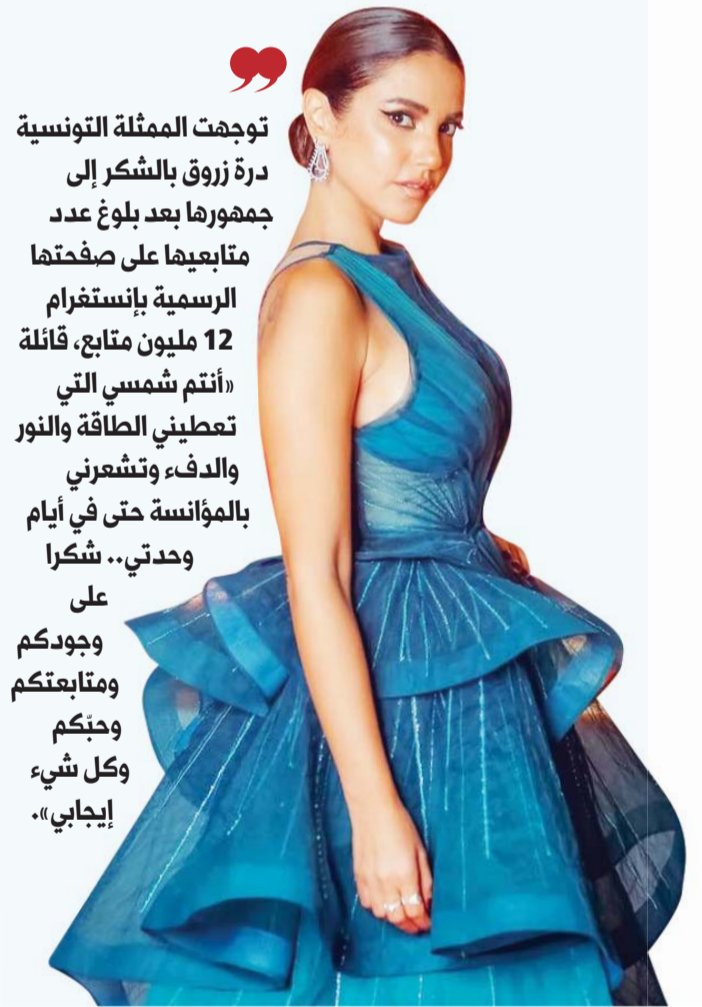 توجهت الممثلة التونسية
درة زروق بالشكر إلى
جمهورها بعد بلوغ عدد
متابعيها على صفحتها
الرسمية بإنستغرام
12 مليون متابع، قائلة
«أنتم شمسي التي
تعطيني الطاقة والنور
والدفء وتشعرني
بالمؤانسة حتى في أيام
وحدتي.. شكرا
على
وجودكم
ومتابعتكم
وحبّكم
وكل شيء
إيجابي».